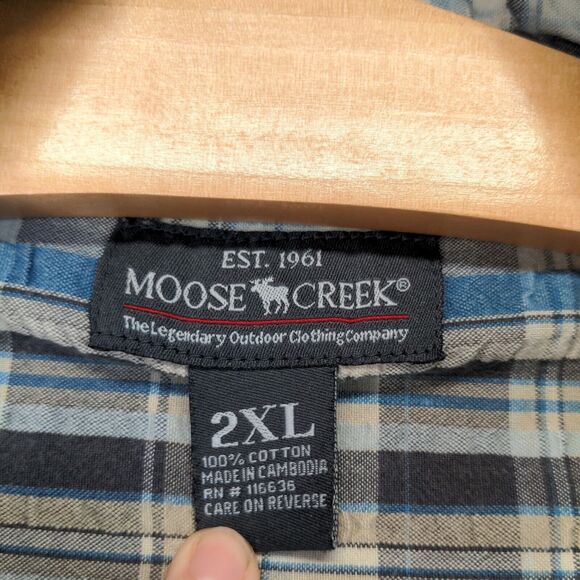 EST. 1961
MOOSE CREEK®
The Legendary Outdoor Clothing Company
2XL
100% COTTON
MADE IN CAMBODIA
RN # 116636
CARE ON REVERSE